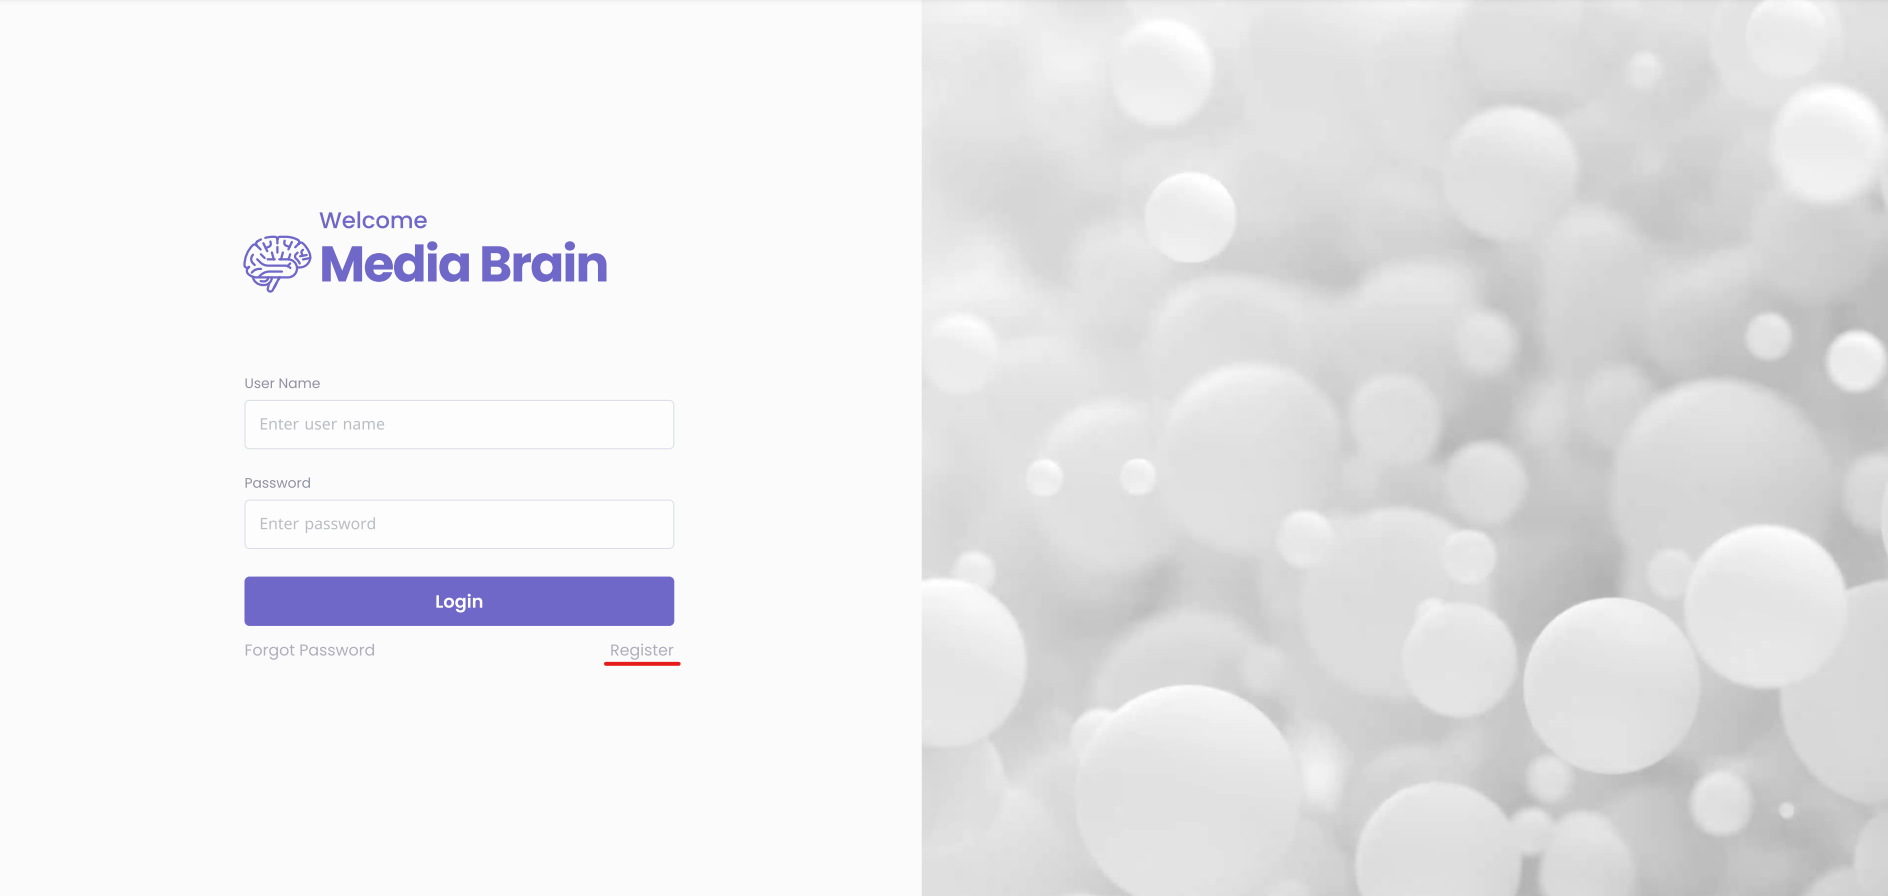 Welcome
Media Brain
User Name
Enter user name
Password
Enter password
Login
Forgot Password
Register